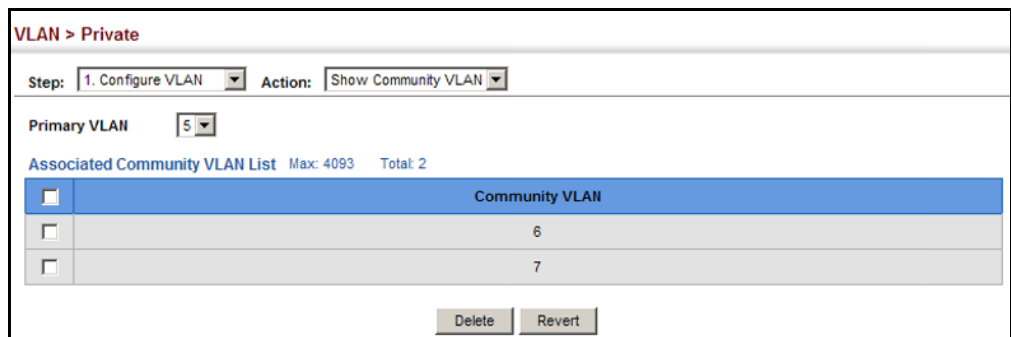 VLAN > Private
Step: 1. Configure VLAN Action: Show Community VLAN
Primary VLAN 5
Associated Community VLAN List Max: 4093 Total: 2
Community VLAN
6
7
Delete Revert